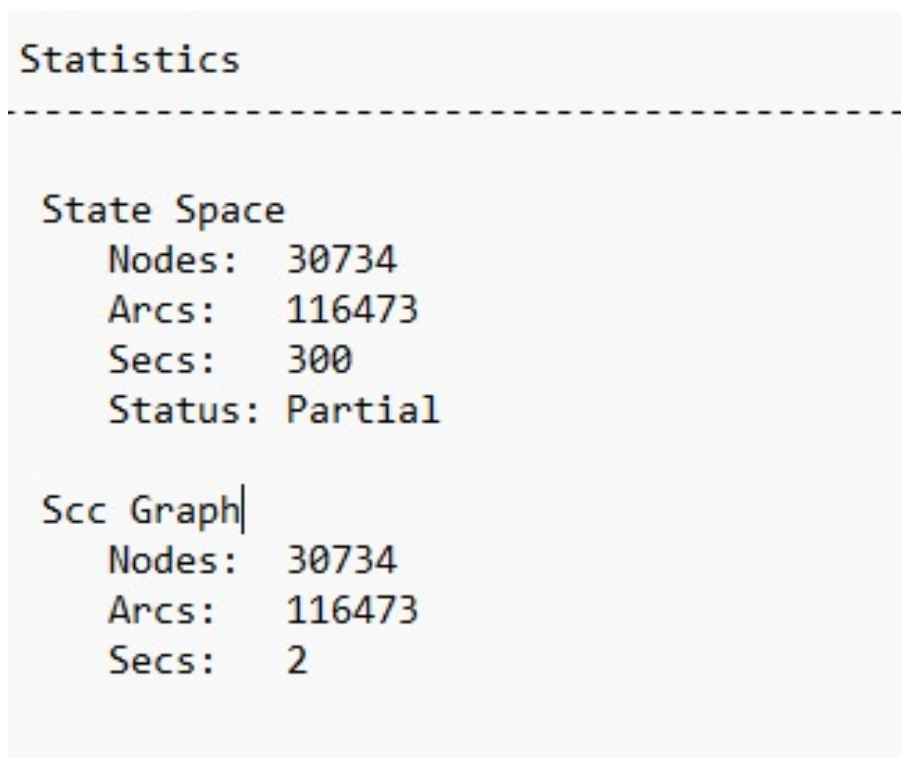 Statistics
----------------------------------------
State Space
Nodes: 30734
Arcs: 116473
Secs: 300
Status: Partial
Scc Graph
Nodes: 30734
Arcs: 116473
Secs: 2